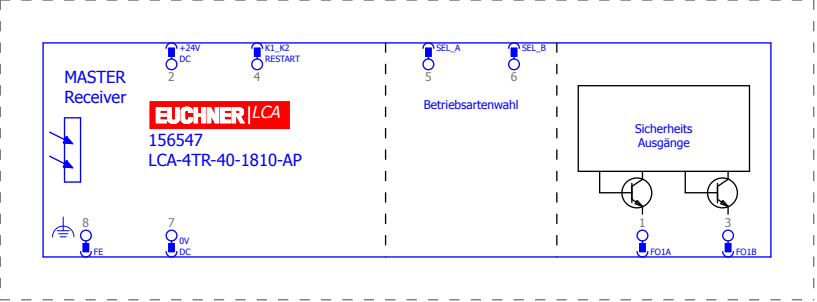 +24V
DC
2
K1_K2
RESTART
4
SEL_A
5
SEL_B
6
MASTER
Receiver
EUCHNER|LCA
156547
LCA-4TR-40-1810-AP
Betriebsartenwahl
Sicherheits
Ausgänge
8
FE
7
0V
DC
1
FO1A
3
FO1B